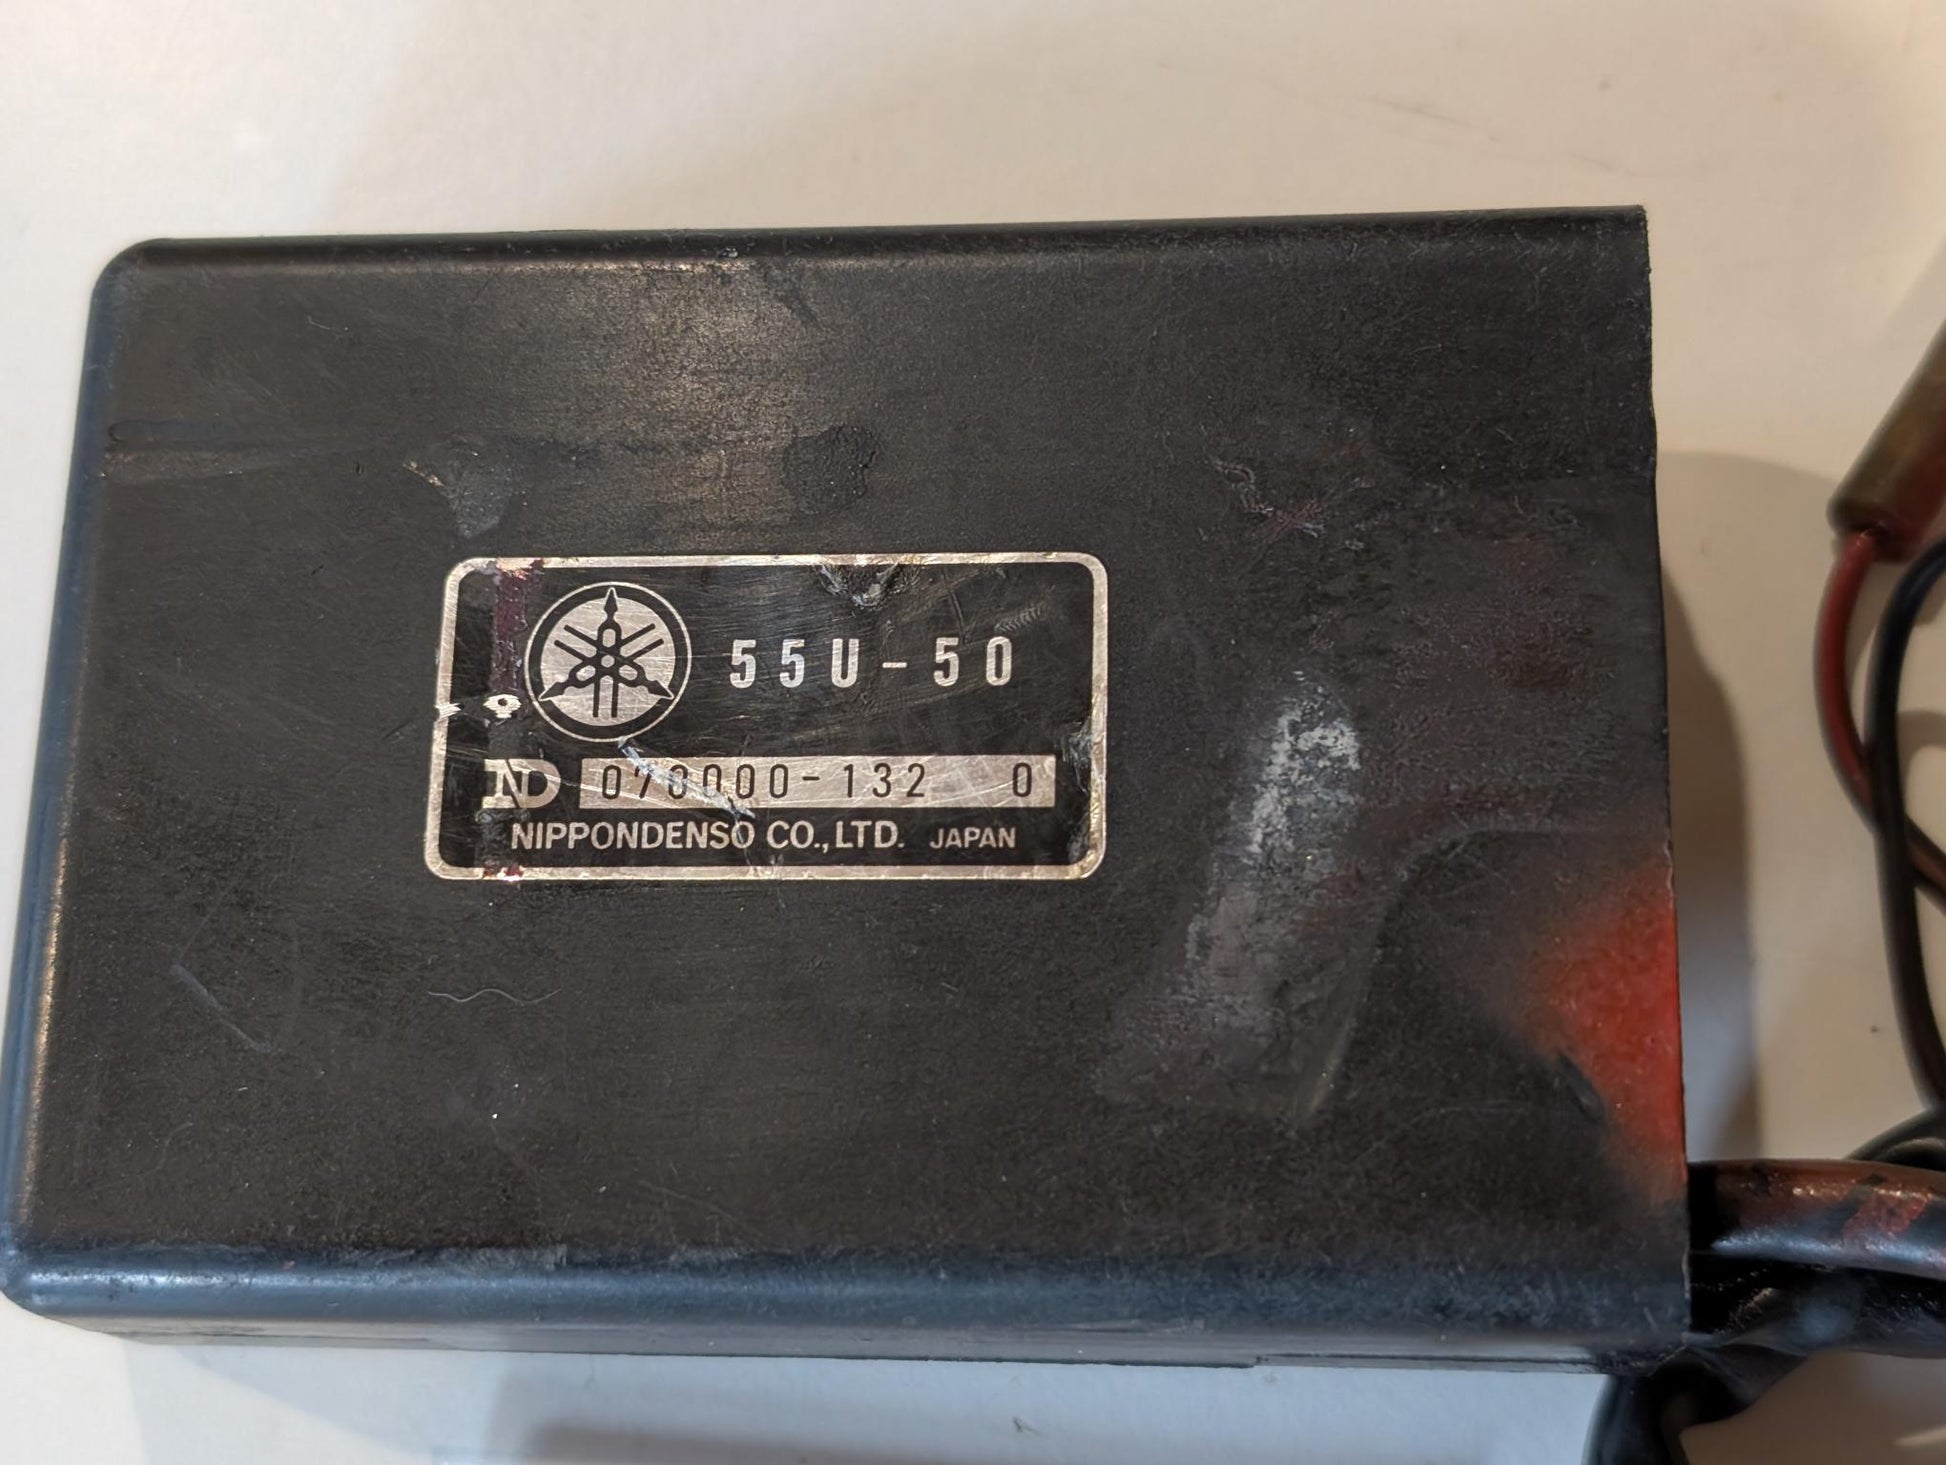 55U-50
ND 070000-132 0
NIPPONDENSO CO.,LTD. JAPAN